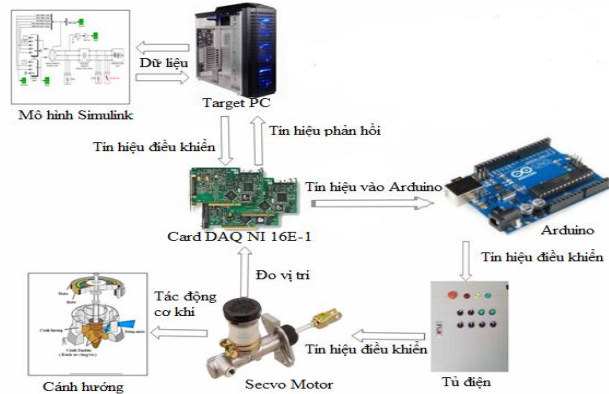 Dữ liệu
Target PC
Mô hình Simulink
Tín hiệu điều khiển
Tín hiệu phản hồi
Tín hiệu vào Arduino
Card DAQ NI 16E-1
Arduino
Tín hiệu điều khiển
Đo vị trí
Tác động
cơ khí
Tín hiệu điều khiển
Cánh hướng
Secvo Motor
Tủ điện